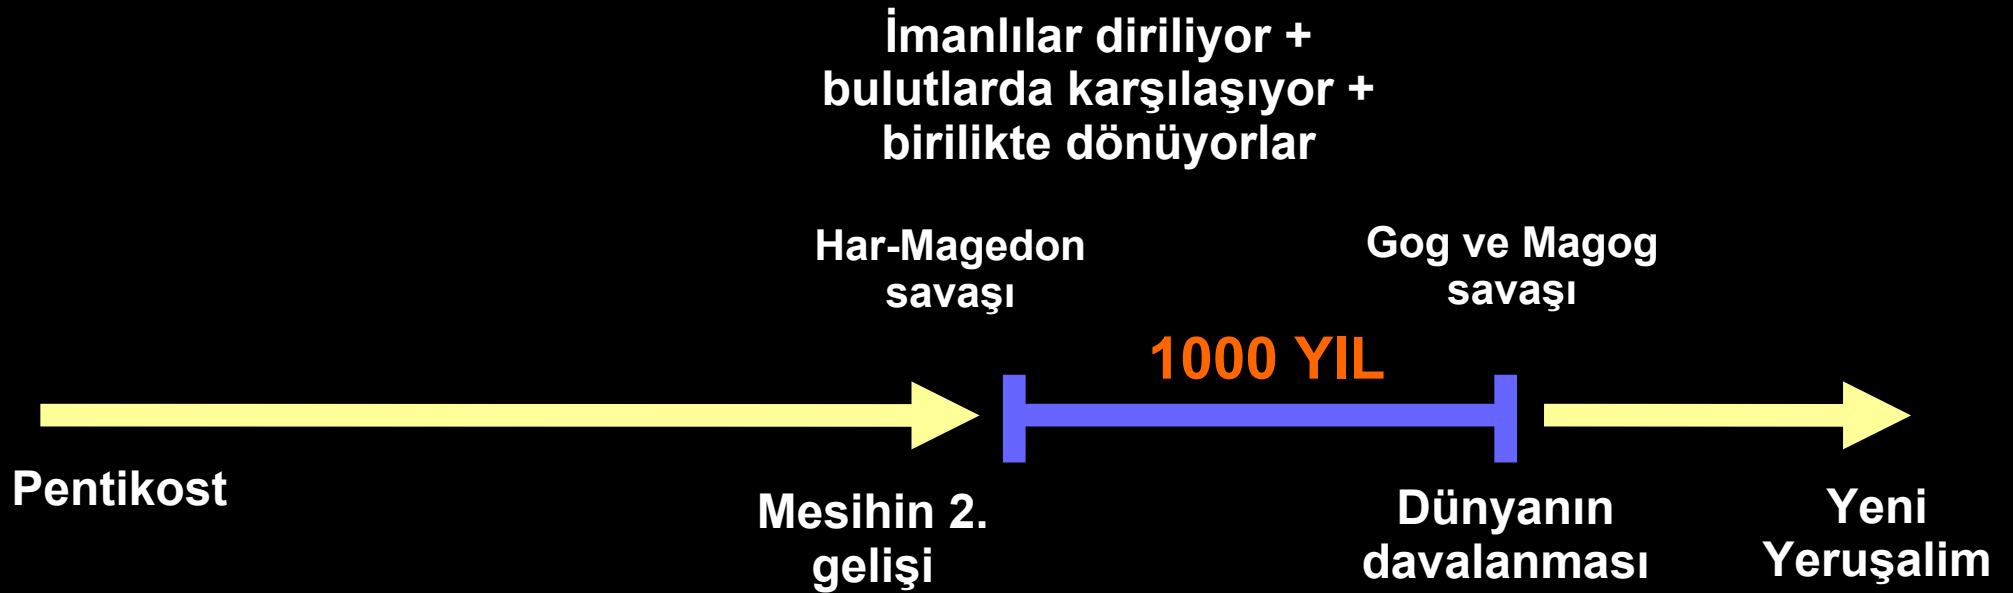 İmanlılar diriliyor +
bulutlarda karşılaşıyor +
birilikte dönüyorlar
Har-Magedon
savaşı
Gog ve Magog
savaşı
1000 YIL
Pentikost
Mesihin 2.
gelişi
Dünyanın
davalanması
Yeni
Yeruşalim